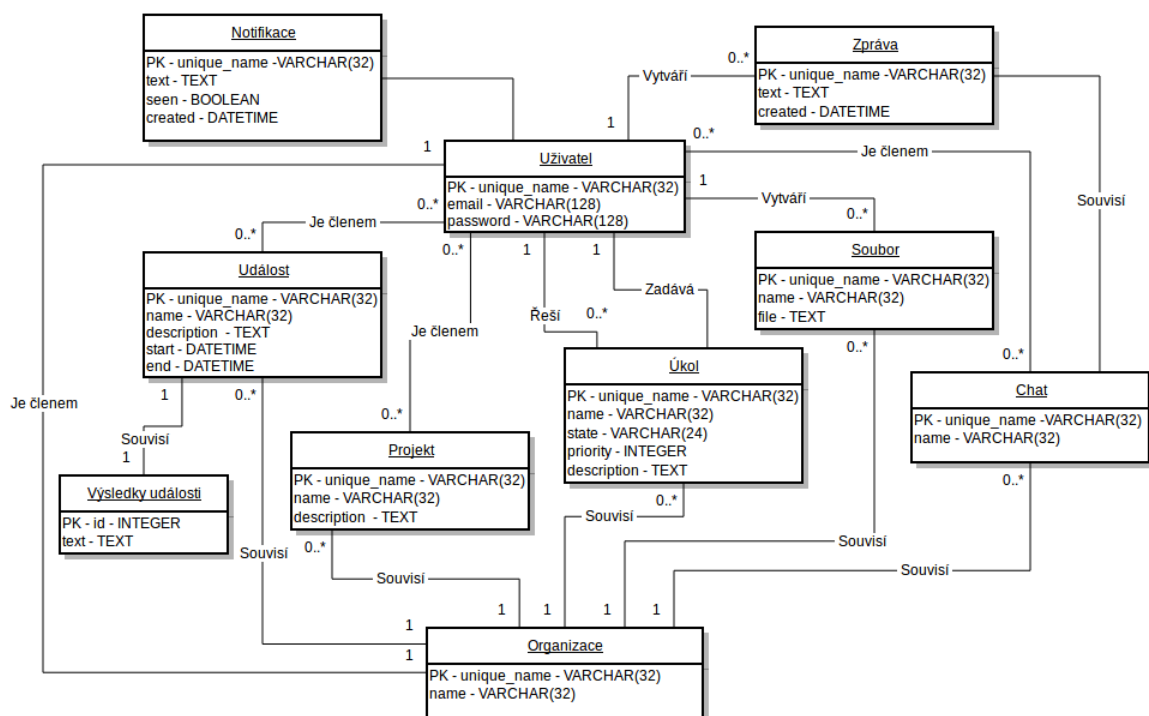 Notifikace
PK - unique_name -VARCHAR(32)
text - TEXT
seen - BOOLEAN
created - DATETIME
Zpráva
PK - unique_name -VARCHAR(32)
text - TEXT
created - DATETIME
0..*
Vytváří
1
0..*
1
Je členem
Uživatel
PK - unique_name - VARCHAR(32)
email - VARCHAR(128)
password - VARCHAR(128)
1
Vytváří
0..*
Souvisí
0..*
Je členem
0..*
0..*
1
1
Událost
PK - unique_name - VARCHAR(32)
name - VARCHAR(32)
description - TEXT
start - DATETIME
end - DATETIME
Soubor
PK - unique_name - VARCHAR(32)
name - VARCHAR(32)
file - TEXT
Zadává
Řeší
0..*
Je členem
0..*
0..*
Úkol
PK - unique_name - VARCHAR(32)
name - VARCHAR(32)
state - VARCHAR(24)
priority - INTEGER
description - TEXT
Chat
PK - unique_name -VARCHAR(32)
name - VARCHAR(32)
1
0..*
Je členem
0..*
Souvisí
1
Projekt
PK - unique_name - VARCHAR(32)
name - VARCHAR(32)
description - TEXT
Výsledky události
PK - id - INTEGER
text - TEXT
0..*
0..*
Souvisí
0..*
Souvisí
Souvisí
Souvisí
Souvisí
1
1
1
1
1
1
Organizace
PK - unique_name - VARCHAR(32)
name - VARCHAR(32)